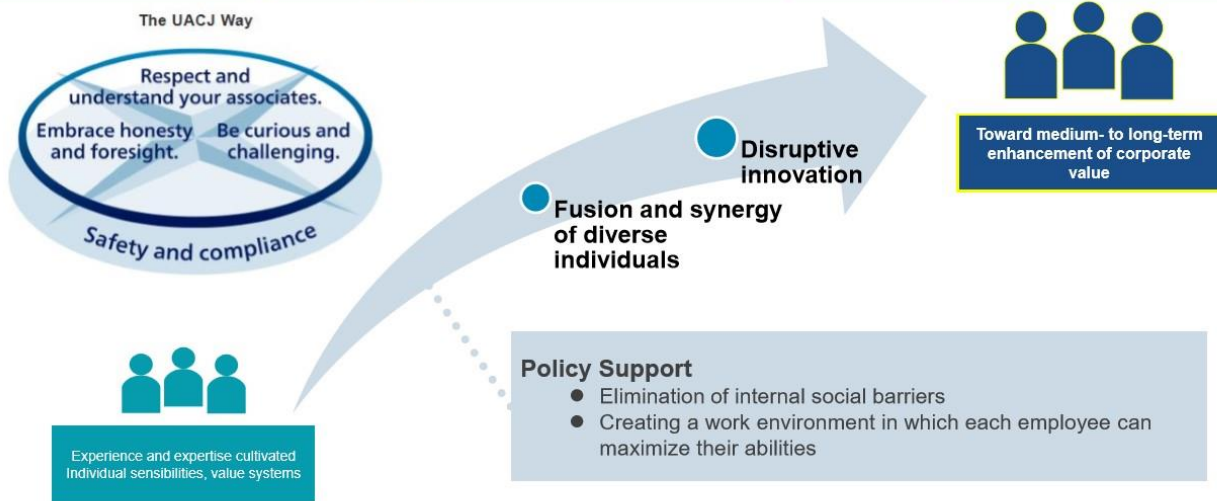 The UACJ Way
Respect and
understand your associates.
Embrace honesty
and foresight.
Be curious and
challenging.
Safety and compliance
Disruptive
innovation
Fusion and synergy
of diverse
individuals
Toward medium- to long-term
enhancement of corporate
value
Policy Support
● Elimination of internal social barriers
● Creating a work environment in which each employee can
maximize their abilities
Experience and expertise cultivated
Individual sensibilities, value systems